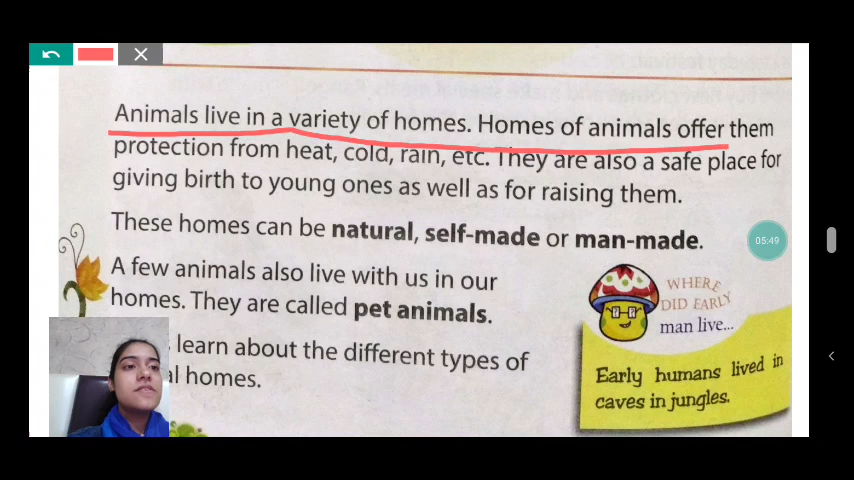 Animals live in a variety of homes. Homes of animals offer them
protection from heat, cold, rain, etc. They are also a safe place for
giving birth to young ones as well as for raising them.
These homes can be natural, self-made or man-made.
A few animals also live with us in our
homes. They are called pet animals.
learn about the different types of
homes.
WHERE
DID EARLY
man live...
Early humans lived in
caves in jungles.
05:49